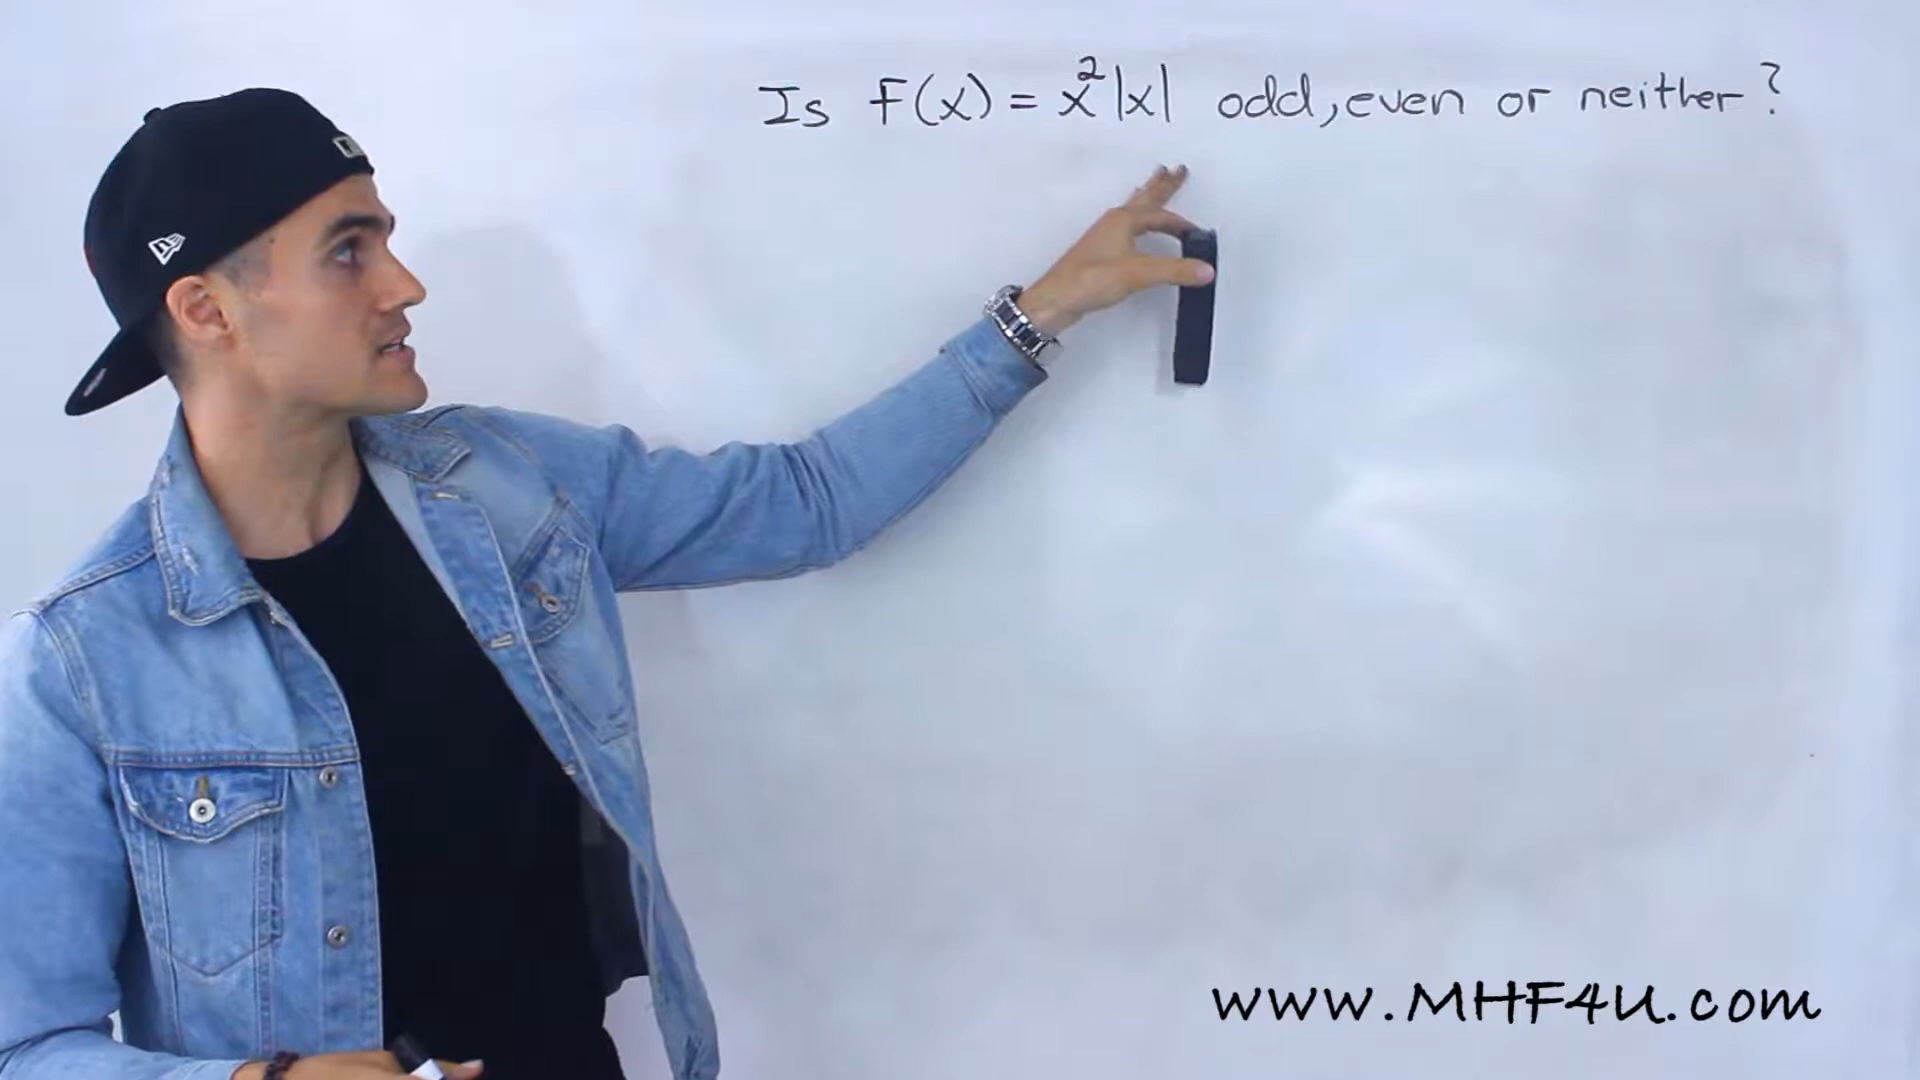 Is f(x) = x²|x| odd, even or neither?
www.MHF4U.com